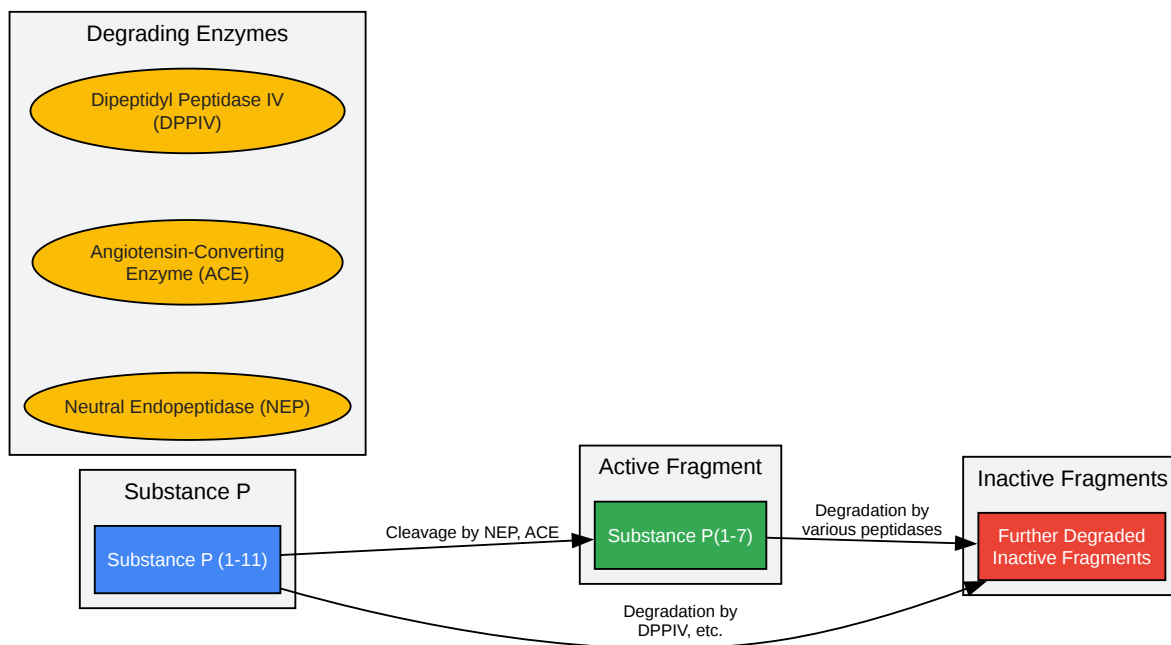 Degrading Enzymes
Dipeptidyl Peptidase IV
(DPPIV)
Angiotensin-Converting
Enzyme (ACE)
Neutral Endopeptidase (NEP)
Substance P
Substance P (1-11)
Cleavage by NEP, ACE
Active Fragment
Substance P(1-7)
Degradation by
various peptidases
Inactive Fragments
Further Degraded
Inactive Fragments
Degradation by
DPPIV, etc.